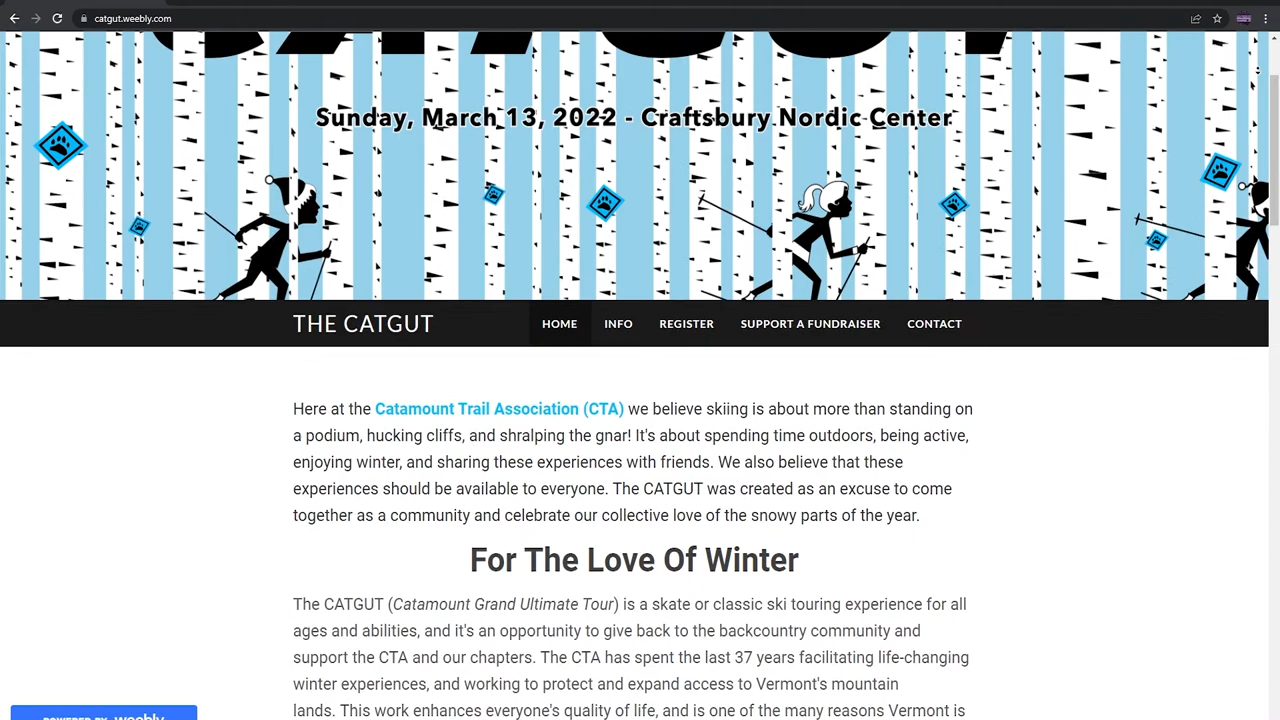 catgut.weebly.com
Sunday, March 13, 2022 - Craftsbury Nordic Center
THE CATGUT
HOME INFO REGISTER SUPPORT A FUNDRAISER CONTACT
Here at the Catamount Trail Association (CTA) we believe skiing is about more than standing on
a podium, hucking cliffs, and shralping the gnar! It's about spending time outdoors, being active,
enjoying winter, and sharing these experiences with friends. We also believe that these
experiences should be available to everyone. The CATGUT was created as an excuse to come
together as a community and celebrate our collective love of the snowy parts of the year.
For The Love Of Winter
The CATGUT (Catamount Grand Ultimate Tour) is a skate or classic ski touring experience for all
ages and abilities, and it's an opportunity to give back to the backcountry community and
support the CTA and our chapters. The CTA has spent the last 37 years facilitating life-changing
winter experiences, and working to protect and expand access to Vermont's mountain
lands. This work enhances everyone's quality of life, and is one of the many reasons Vermont is
POWERED BY weebly